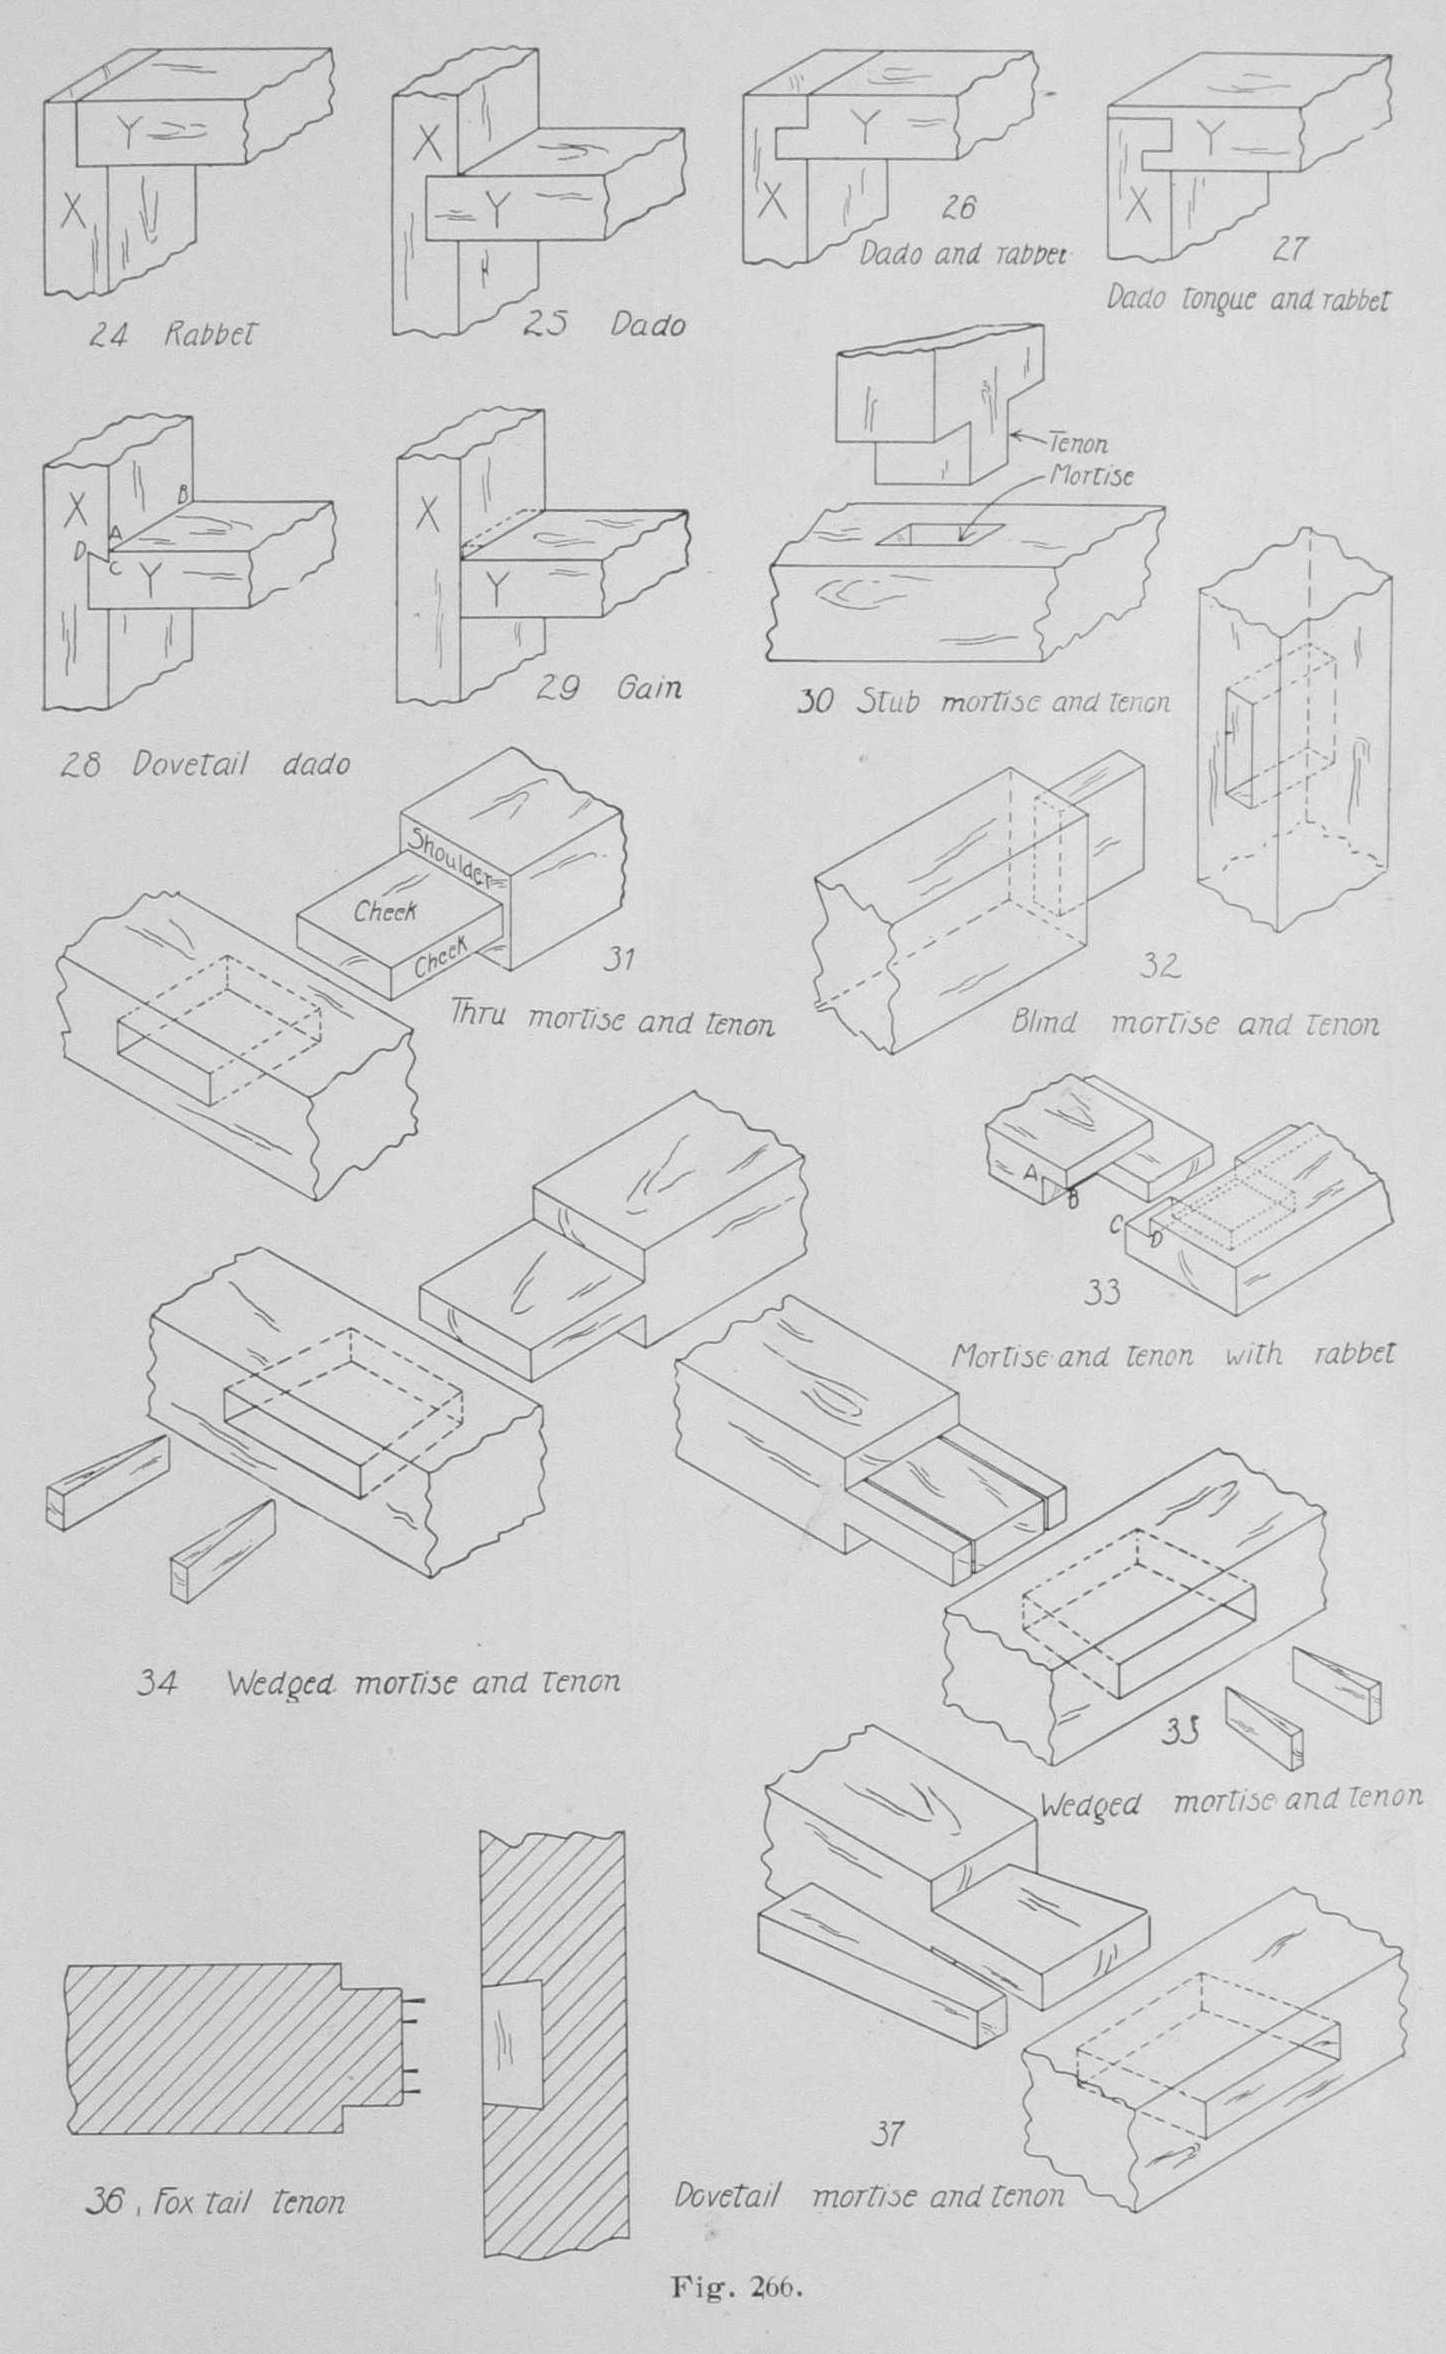 Y
X
24 Rabbet
X
Y
25 Dado
Y
X
26
Dado and rabbet
Y
X
27
Dado tongue and rabbet
X
B
A
D
C
Y
28 Dovetail dado
X
Y
29 Gain
Tenon
Mortise
30 Stub mortise and tenon
Shoulder
Cheek
Cheek
31
Thru mortise and tenon
32
Blind mortise and tenon
A
B
C
D
33
Mortise and tenon with rabbet
34 Wedged mortise and tenon
35
Wedged mortise and tenon
36, Fox tail tenon
37
Dovetail mortise and tenon
Fig. 266.